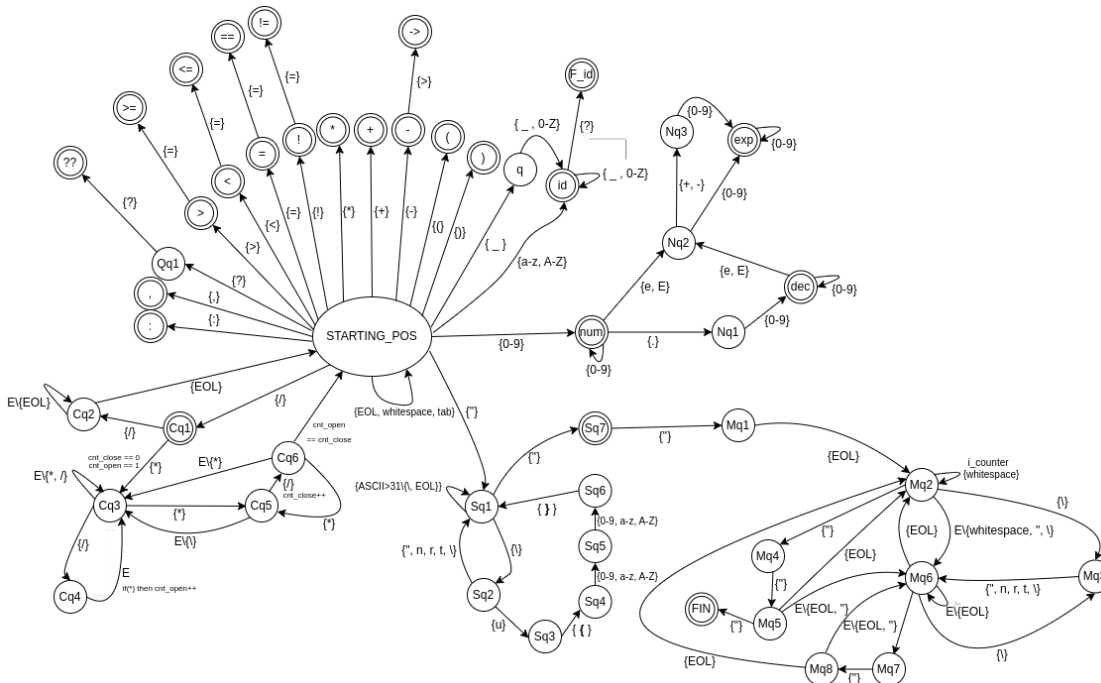 !=
==
->
<=
{=}
F_id
{=}
{>}
>=
{=}
{ _ , 0-Z}
{?}
Nq3
{0-9}
exp
{0-9}
*
+
-
(
)
!
=
??
{=}
q
id
{ _ , 0-Z}
<
{+, -}
{0-9}
>
{?}
{<}
{=}
{!}
{*}
{+}
{-}
{(}
{)}
{ _ }
{a-z, A-Z}
Nq2
{>}
Qq1
{?}
{e, E}
{e, E}
dec
{0-9}
,
{,}
:
{:}
STARTING_POS
{0-9}
num
{.}
Nq1
{0-9}
{0-9}
E\{EOL}
Cq2
{EOL}
{/}
{/}
Cq1
{EOL, whitespace, tab}
{"}
cnt_open
== cnt_close
Sq7
{"}
Mq1
{"}
{EOL}
cnt_close == 0
cnt_open == 1
{*}
E\{*}
Cq6
E\{*, /}
{/}
cnt_close++
Cq3
{*}
Cq5
{*}
E\{\}
{/}
E
if(*) then cnt_open++
Cq4
{ASCII>31\{\, EOL}}
Sq1
{ } }
Sq6
{0-9, a-z, A-Z}
Sq5
{", n, r, t, \}
{\}
{0-9, a-z, A-Z}
Sq2
Sq4
{u}
Sq3
{ { }
i_counter
{whitespace}
Mq2
{\}
{"}
{EOL}
E\{whitespace, ", \}
Mq4
{EOL}
{"}
Mq6
{", n, r, t, \}
E\{EOL}
FIN
{"}
Mq5
E\{EOL, "}
E\{EOL, "}
{\}
{EOL}
Mq8
{"}
Mq7